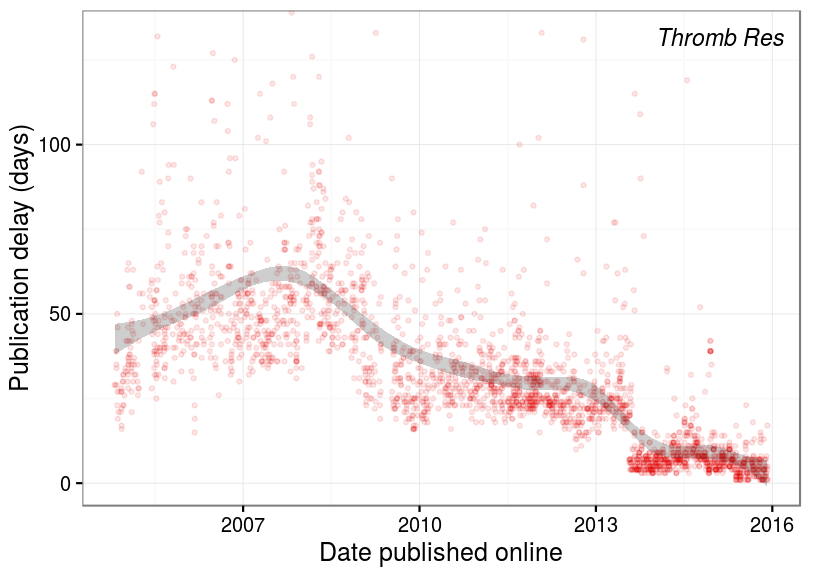 Thromb Res
Publication delay (days)
100
50
0
2007 2010 2013 2016
Date published online